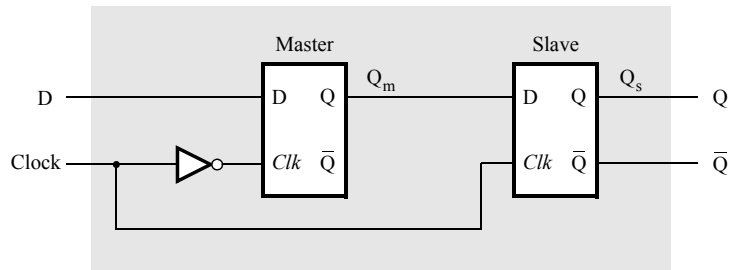 Master
Slave
D
D Q
Q_m
D Q
Q_s
Q
Clock
Clk Q̅
Clk Q̅
Q̅